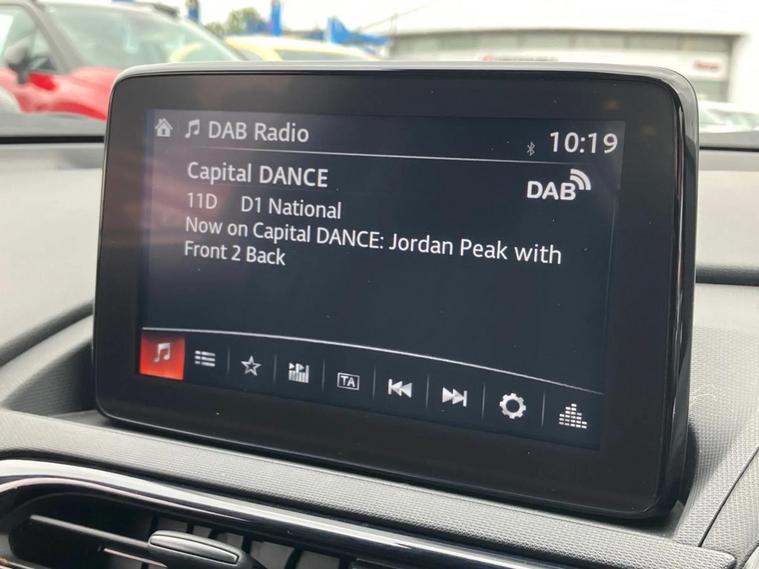 DAB Radio
10:19
Capital DANCE
DAB
11D D1 National
Now on Capital DANCE: Jordan Peak with
Front 2 Back
TA